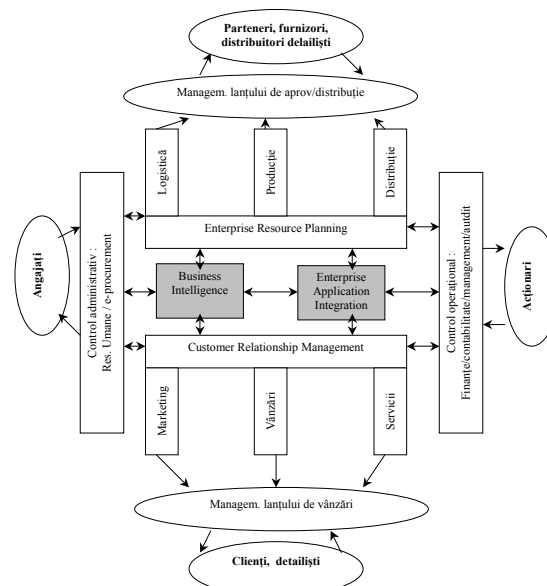 Parteneri, furnizori,
distribuitori delailiști
Managem. lanțului de aprov/distribuție
Logistică
Producție
Distribuție
Enterprise Resource Planning
Angajați
Control administrativ :
Res. Umane / e-procurement
Business
Intelligence
Enterprise
Application
Integration
Control operațional :
Finanțe/contabilitate/management/audit
Acționari
Customer Relationship Management
Marketing
Vânzări
Servicii
Managem. lanțului de vânzări
Clienți, detailiști